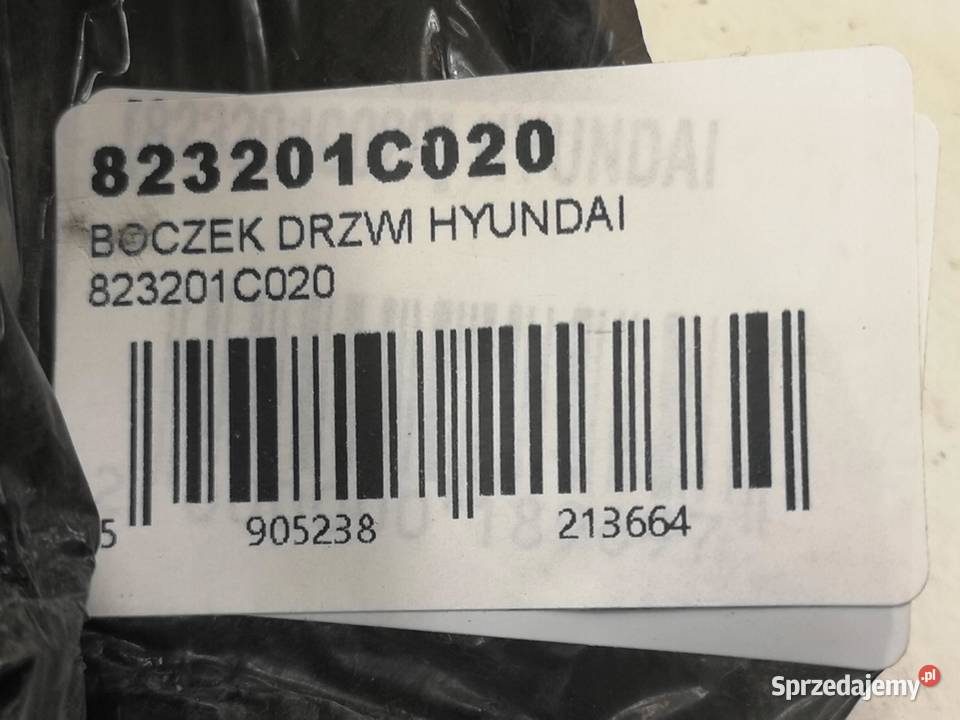 823201C020
BOCZEK DRZWI HYUNDAI
823201C020
5 905238 213664
Sprzedajemy.pl